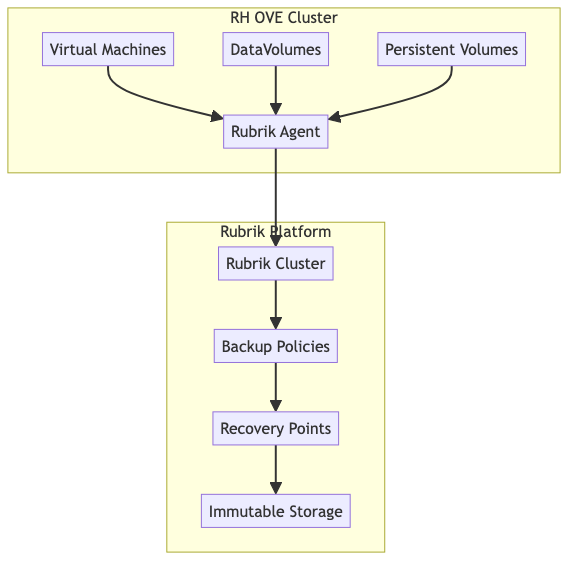 RH OVE Cluster
Virtual Machines
DataVolumes
Persistent Volumes
Rubrik Agent
Rubrik Platform
Rubrik Cluster
Backup Policies
Recovery Points
Immutable Storage